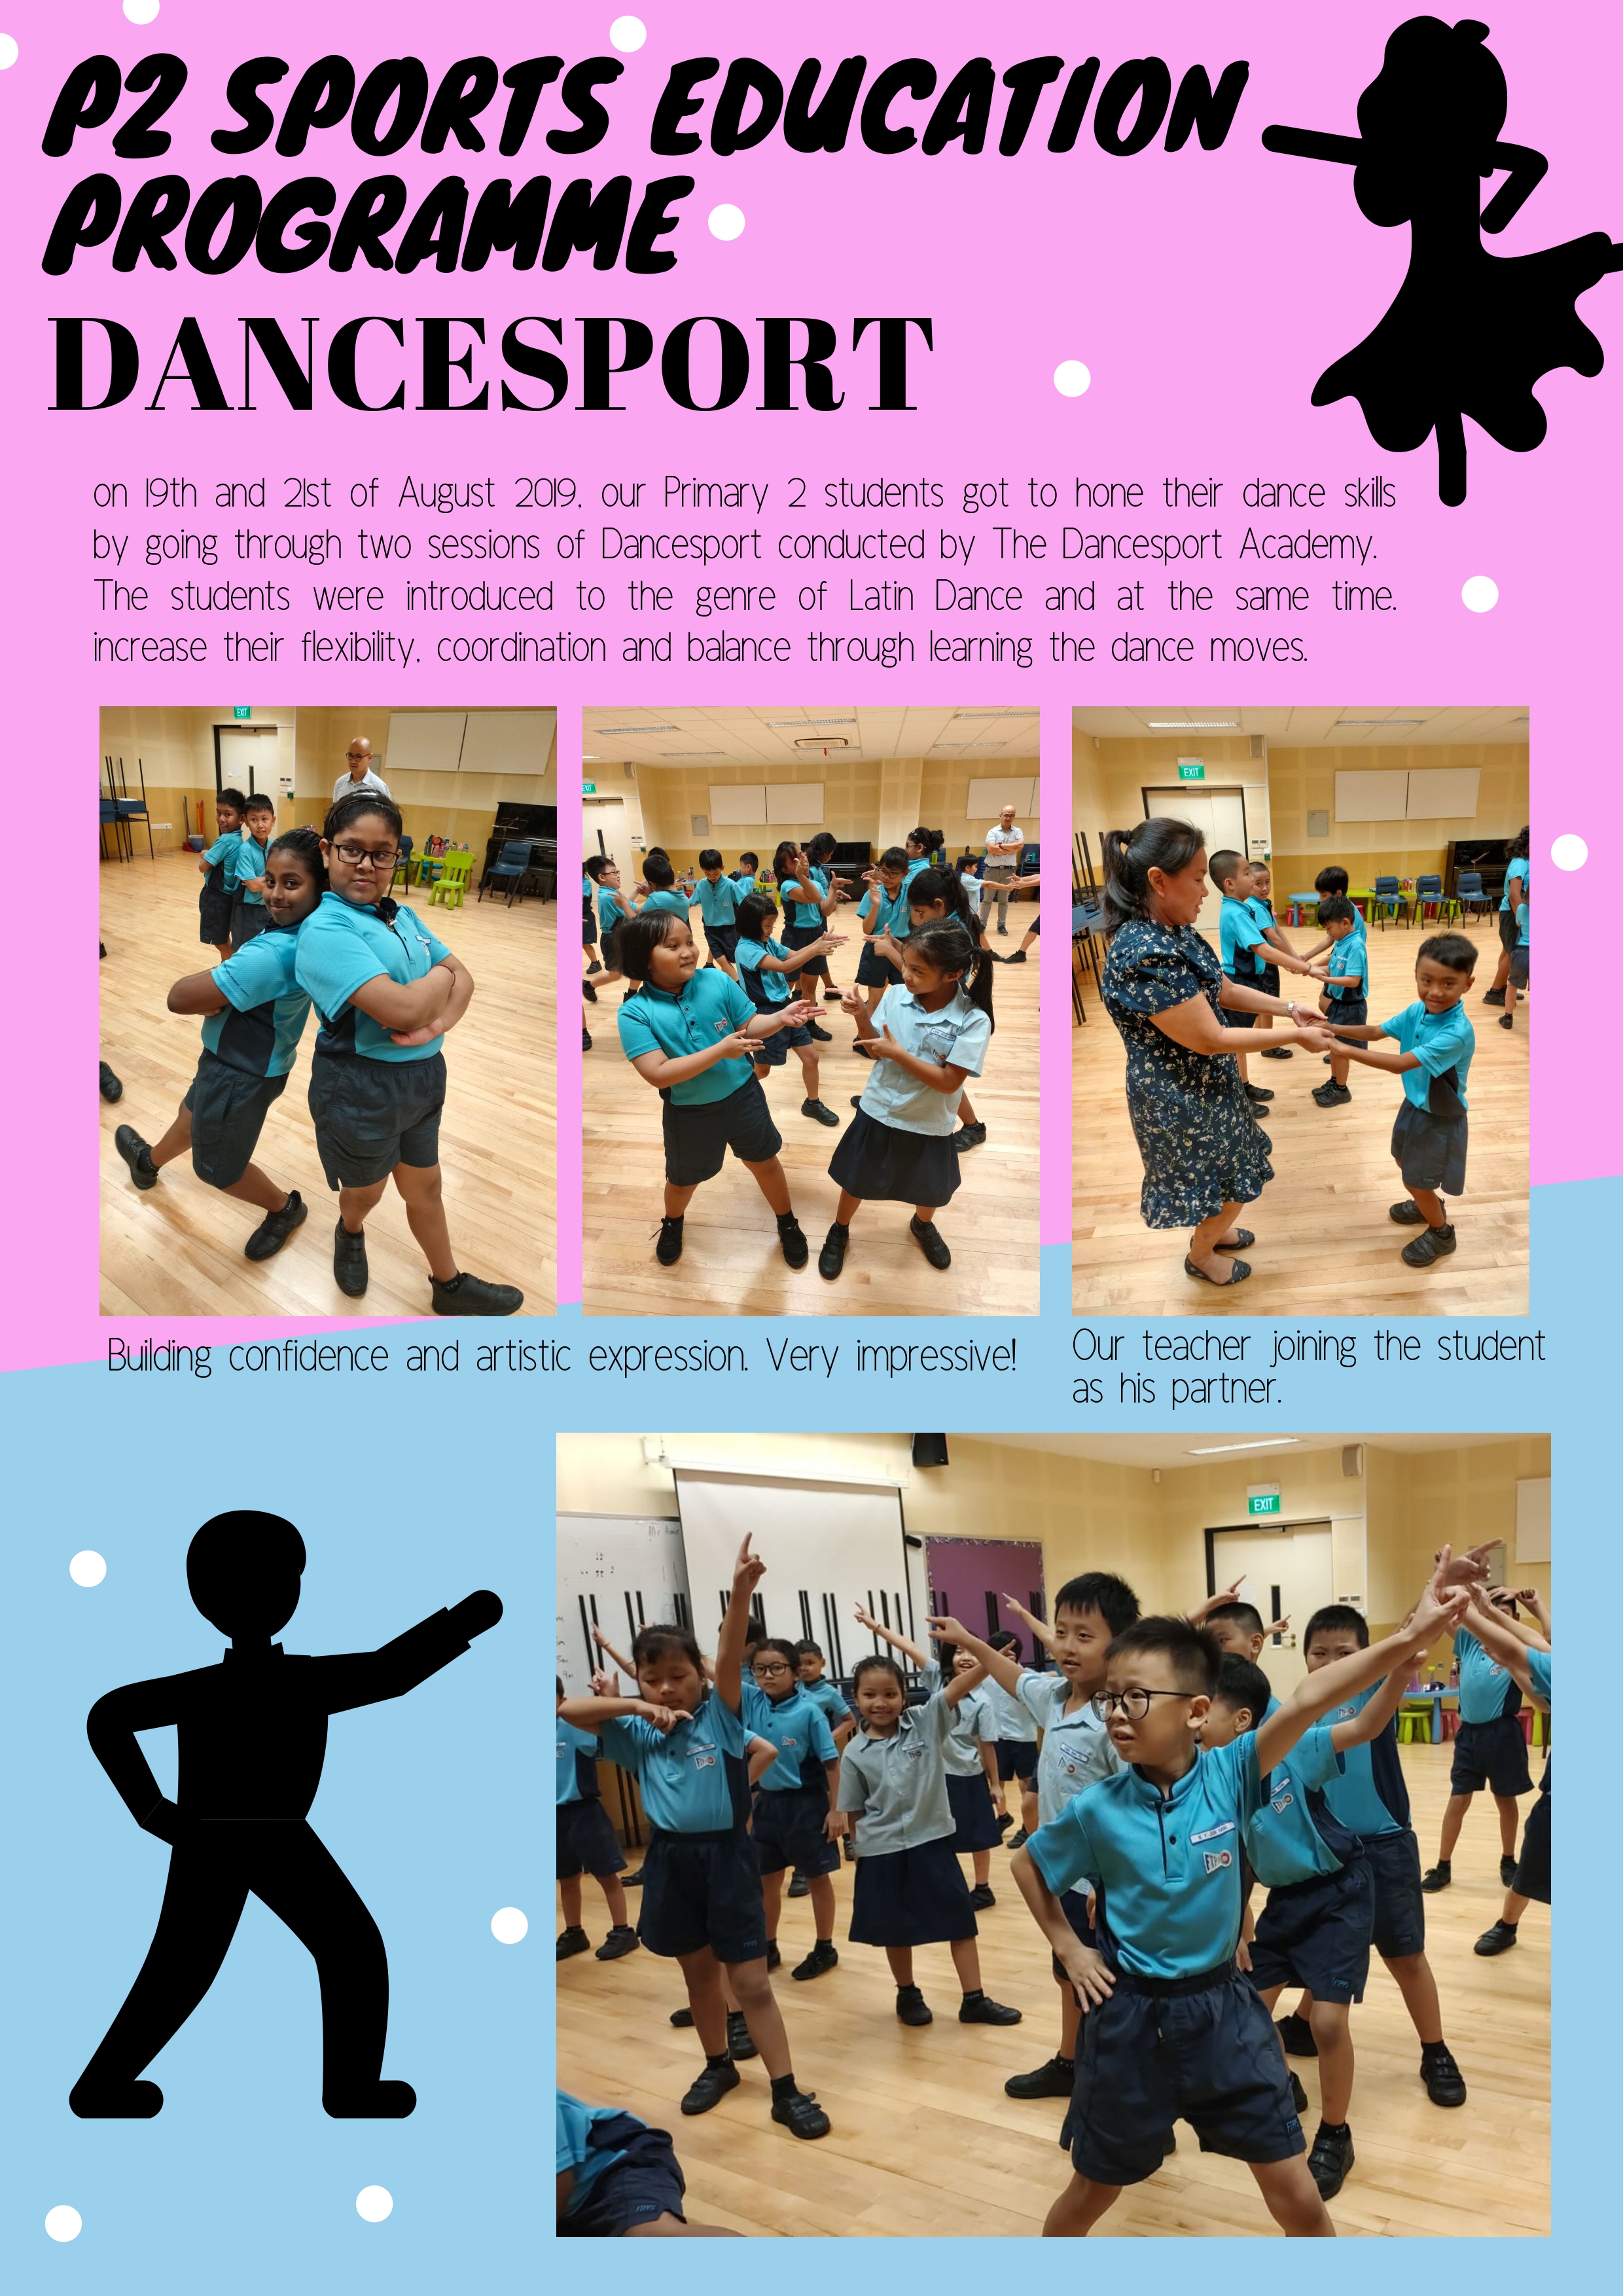 P2 SPORTS EDUCATION
PROGRAMME
DANCESPORT
on 19th and 21st of August 2019, our Primary 2 students got to hone their dance skills
by going through two sessions of Dancesport conducted by The Dancesport Academy.
The students were introduced to the genre of Latin Dance and at the same time,
increase their flexibility, coordination and balance through learning the dance moves.
EXIT
EXIT
EXIT
Building confidence and artistic expression. Very impressive!
Our teacher joining the student
as his partner.
EXIT